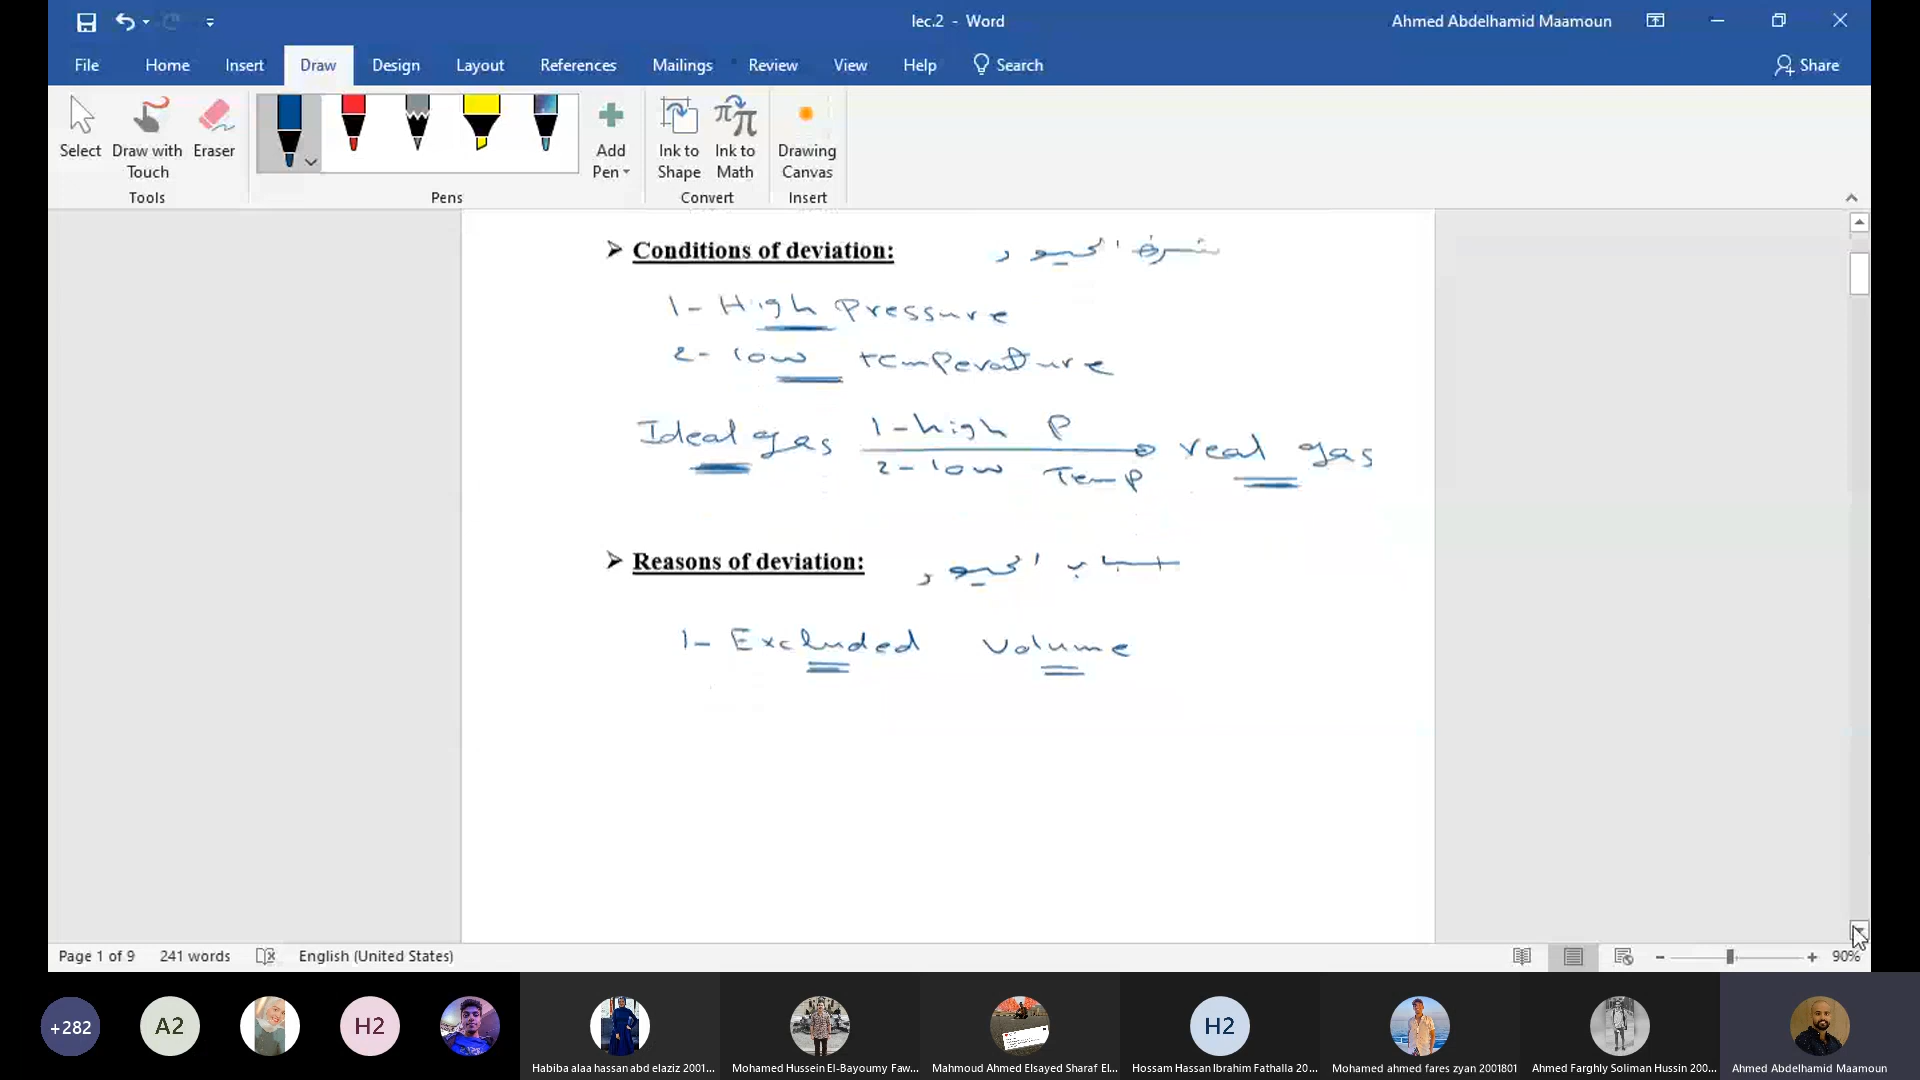 lec.2 - Word
Ahmed Abdelhamid Maamoun
File Home Insert Draw Design Layout References Mailings Review View Help Search Share
Select
Draw with Touch
Eraser
Add Pen
Ink to Shape
Ink to Math
Drawing Canvas
Tools
Pens
Convert
Insert
Conditions of deviation:
1- High Pressure
2- low temperature
Ideal gas 1-high P real gas
2-low Temp
Reasons of deviation:
1- Excluded Volume
Page 1 of 9 241 words English (United States) 90%
+282
A2
H2
H2
Habiba alaa hassan abd elaziz 2001...
Mohamed Hussein El-Bayoumy Faw...
Mahmoud Ahmed Elsayed Sharaf El...
Hossam Hassan Ibrahim Fathalla 20...
Mohamed ahmed fares zyan 2001801
Ahmed Farghly Soliman Hussin 200...
Ahmed Abdelhamid Maamoun